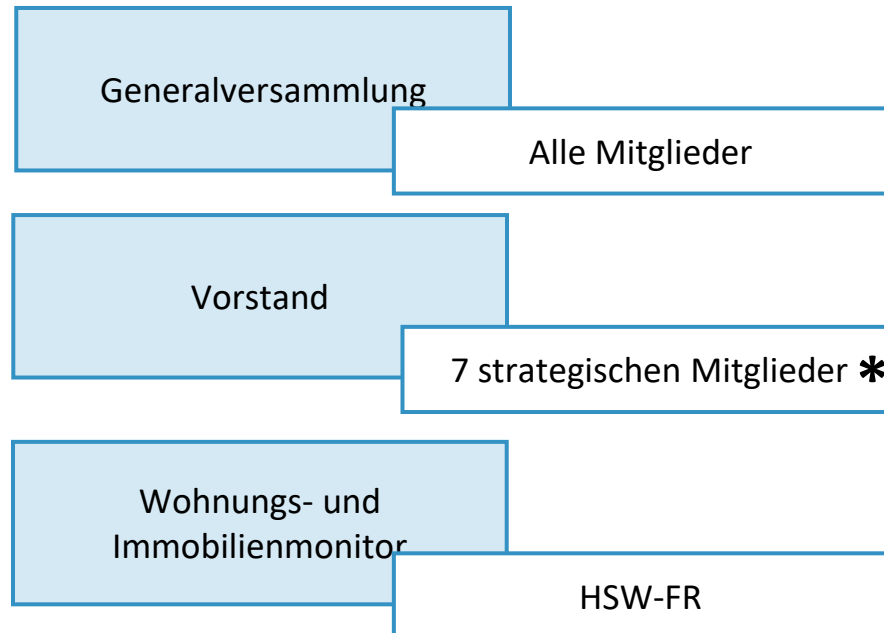 Generalversammlung
Alle Mitglieder
Vorstand
7 strategischen Mitglieder *
Wohnungs- und
Immobilienmonitor
HSW-FR